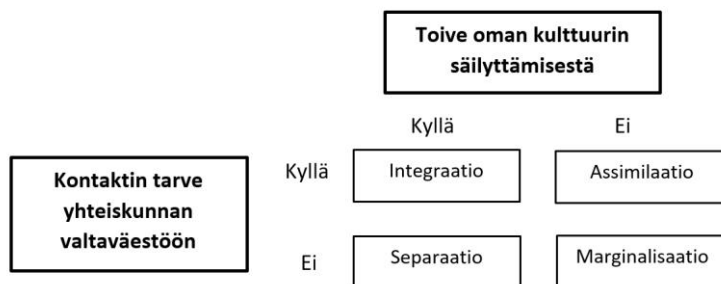 Toive oman kulttuurin
säilyttämisestä
Kyllä
Ei
Kontaktin tarve
yhteiskunnan
valtaväestöön
Kyllä
Integraatio
Assimilaatio
Ei
Separaatio
Marginalisaatio